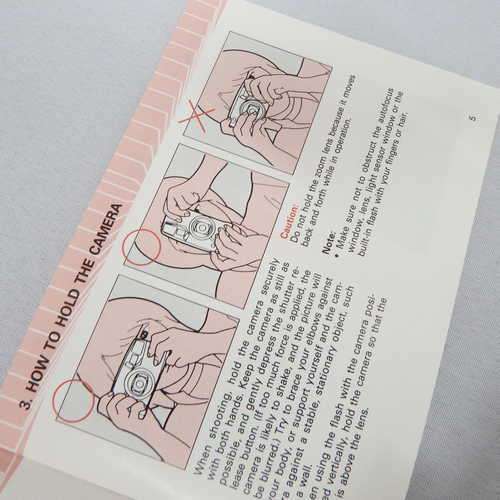 3. HOW TO HOLD THE CAMERA
When shooting, hold the camera securely
with both hands. Keep the camera as still as
possible, and gently depress the shutter re-
lease button. (If too much force is applied, the
camera is likely to shake, and the picture will
be blurred.) Try to brace your elbows against
your body, or support yourself and the cam-
against a stable, stationary object, such
a wall.
en using the flash with the camera posi-
ed vertically, hold the camera so that the
above the lens.
Caution:
Do not hold the zoom lens because it moves
back and forth while in operation.
Note:
• Make sure not to obstruct the autofocus
window, lens, light sensor window or the
built-in flash with your fingers or hair.
5